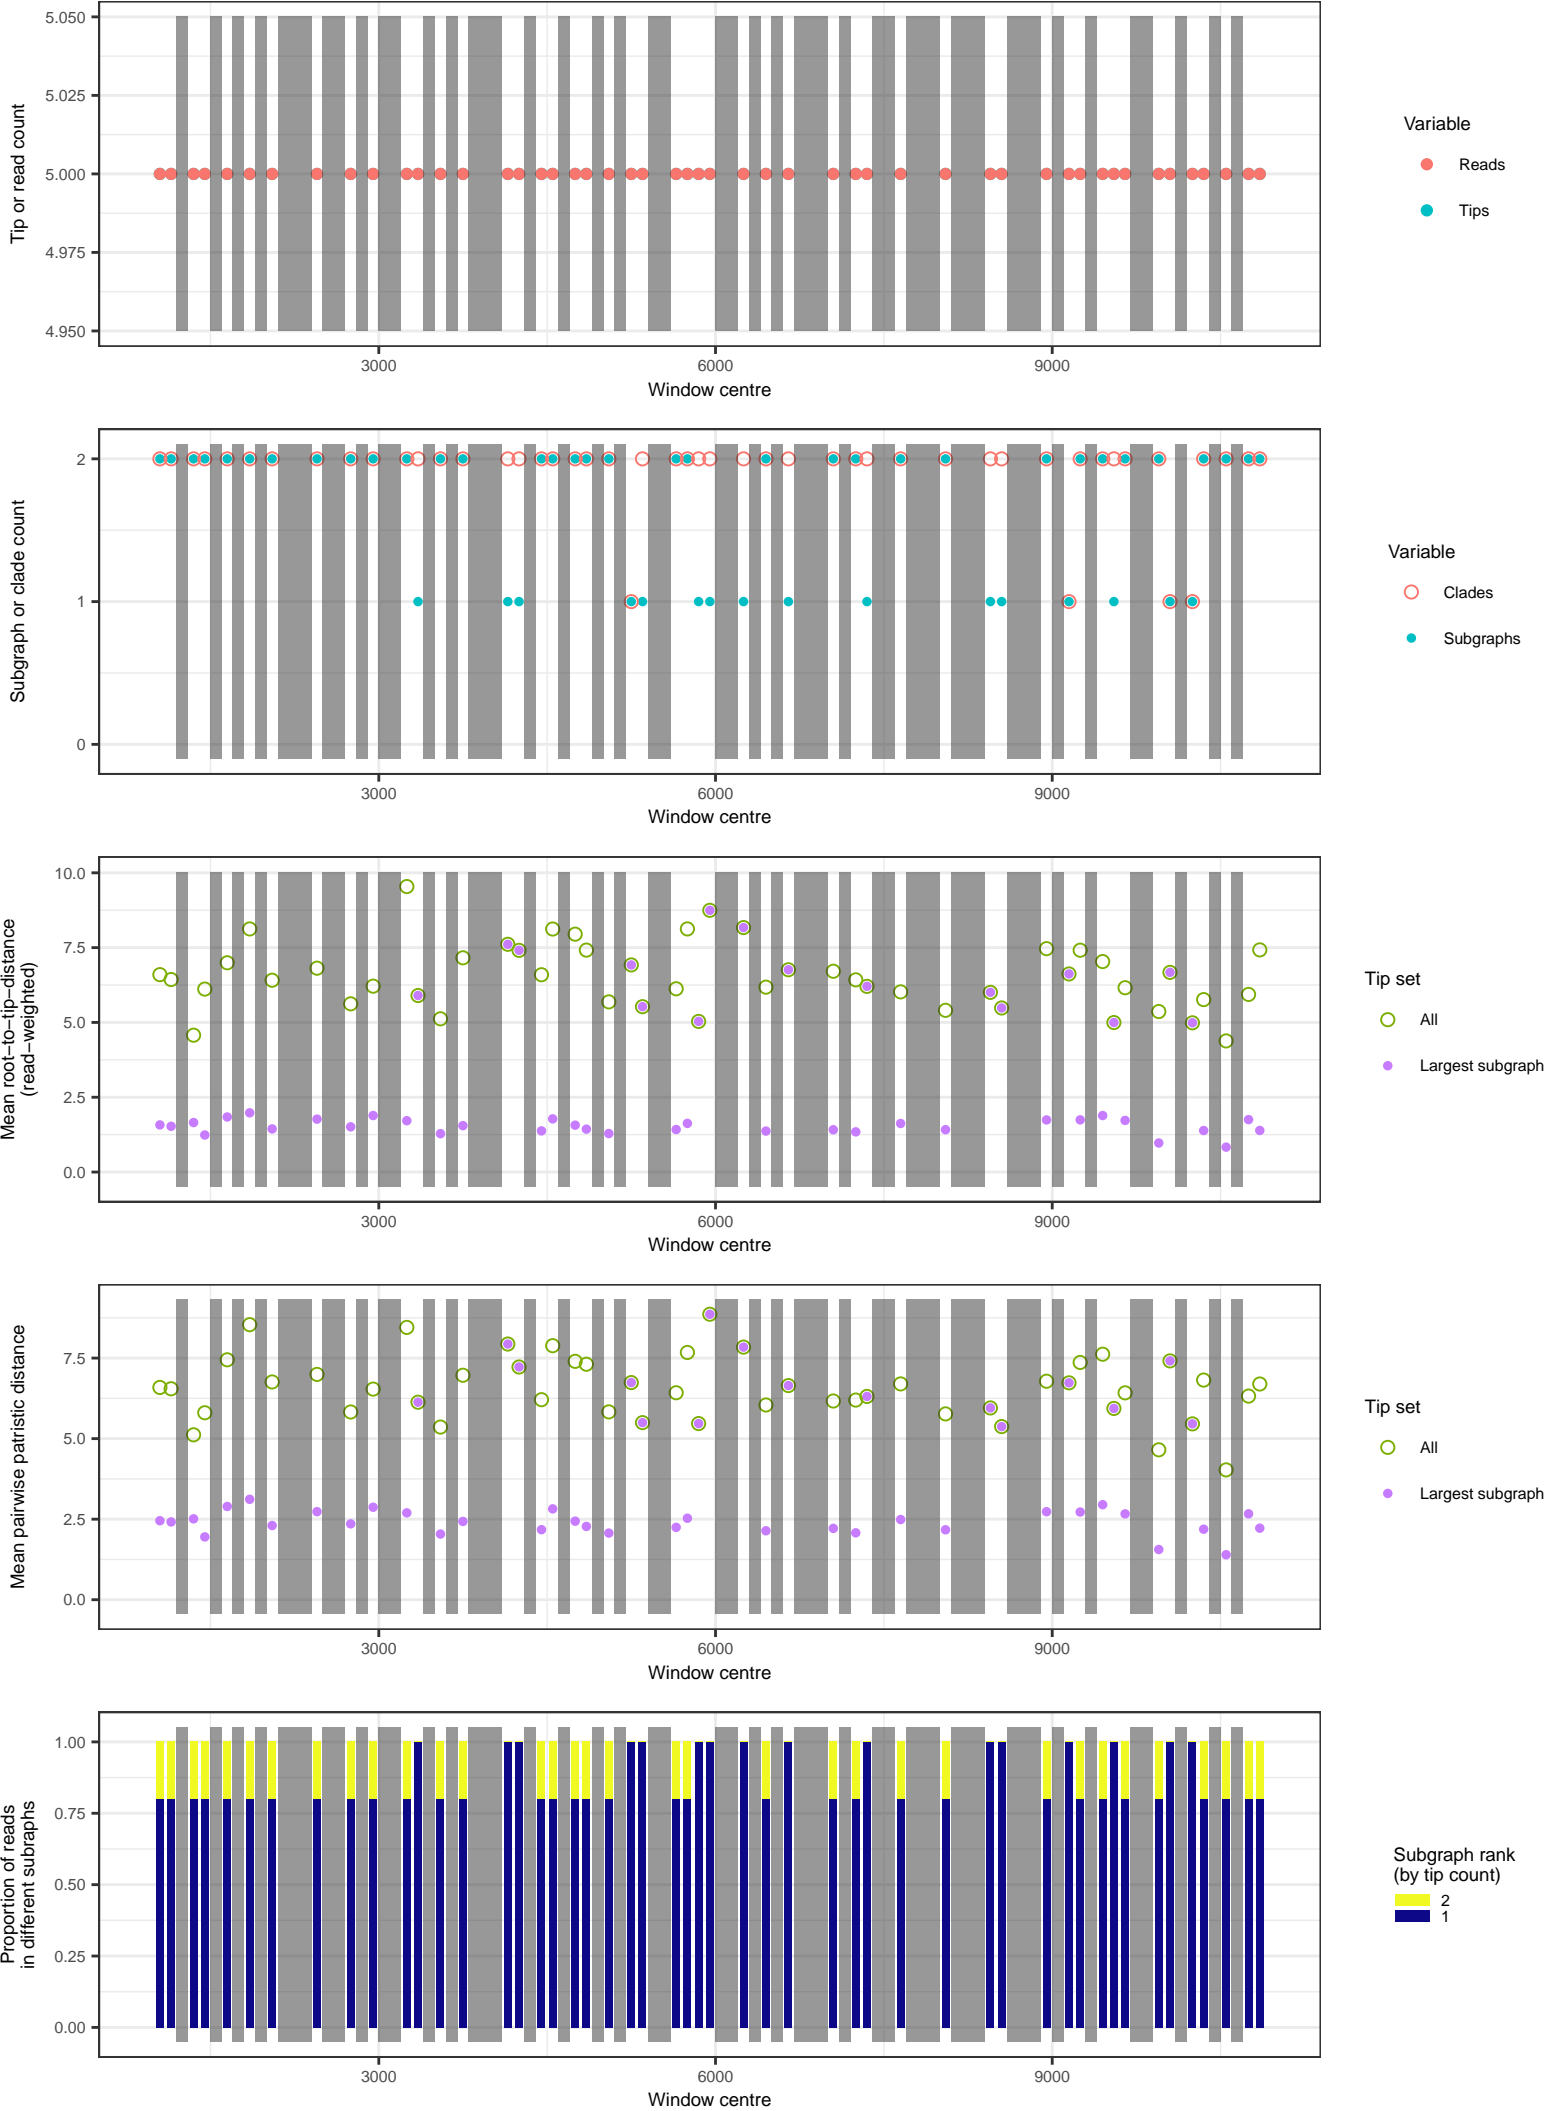 5.050
5.025
5.000
4.975
4.950
Tip or read count
3000
6000
9000
Window centre
Variable
Reads
Tips
2
1
0
Subgraph or clade count
3000
6000
9000
Window centre
Variable
Clades
Subgraphs
10.0
7.5
5.0
2.5
0.0
Mean root−to−tip−distance
(read−weighted)
3000
6000
9000
Window centre
Tip set
All
Largest subgraph
7.5
5.0
2.5
0.0
Mean pairwise patristic distance
3000
6000
9000
Window centre
Tip set
All
Largest subgraph
1.00
0.75
0.50
0.25
0.00
Proportion of reads
in different subraphs
3000
6000
9000
Window centre
Subgraph rank
(by tip count)
2
1